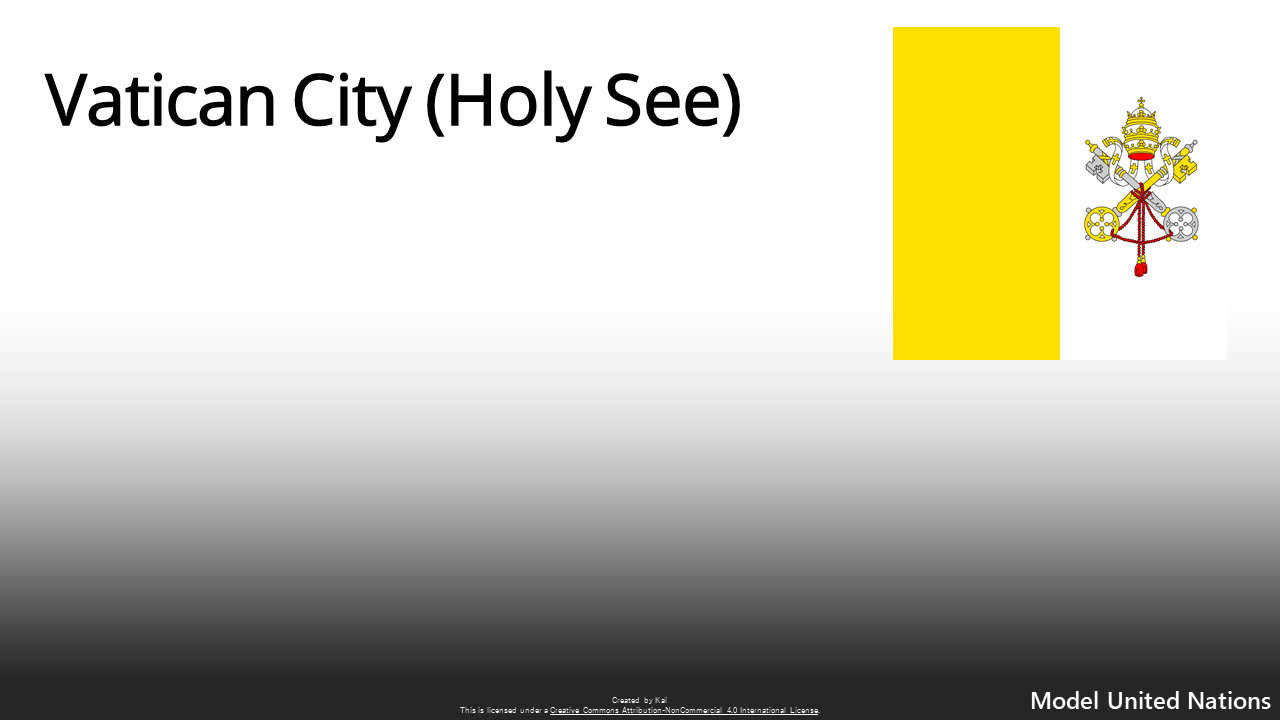 Vatican City (Holy See)
Created by Kai
This is licensed under a Creative Commons Attribution-NonCommercial 4.0 International License.
Model United Nations